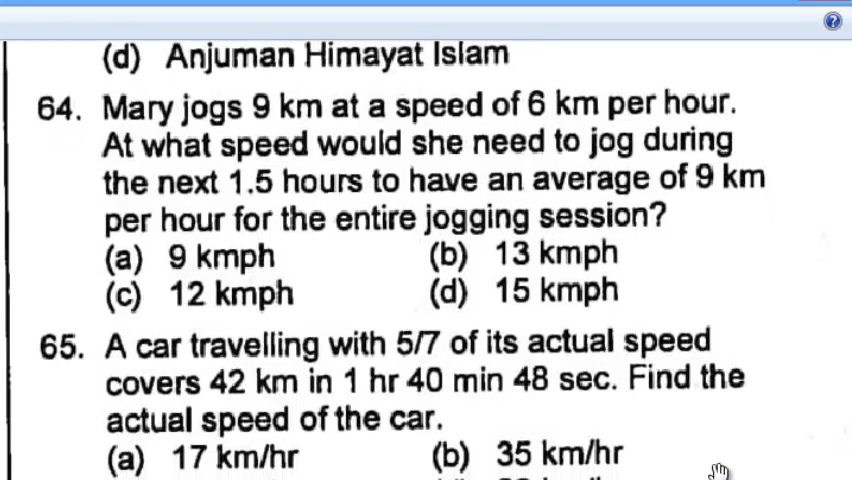 (d) Anjuman Himayat Islam
64. Mary jogs 9 km at a speed of 6 km per hour.
At what speed would she need to jog during
the next 1.5 hours to have an average of 9 km
per hour for the entire jogging session?
(a) 9 kmph (b) 13 kmph
(c) 12 kmph (d) 15 kmph
65. A car travelling with 5/7 of its actual speed
covers 42 km in 1 hr 40 min 48 sec. Find the
actual speed of the car.
(a) 17 km/hr (b) 35 km/hr